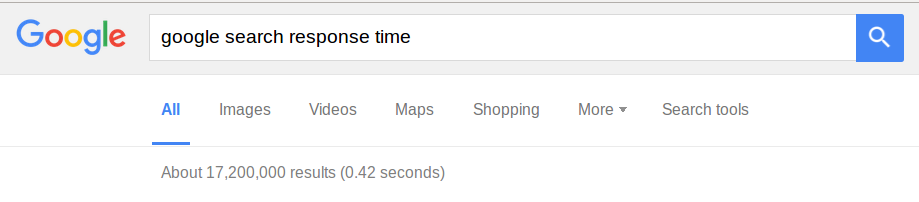 Google google search response time
All Images Videos Maps Shopping More Search tools
About 17,200,000 results (0.42 seconds)